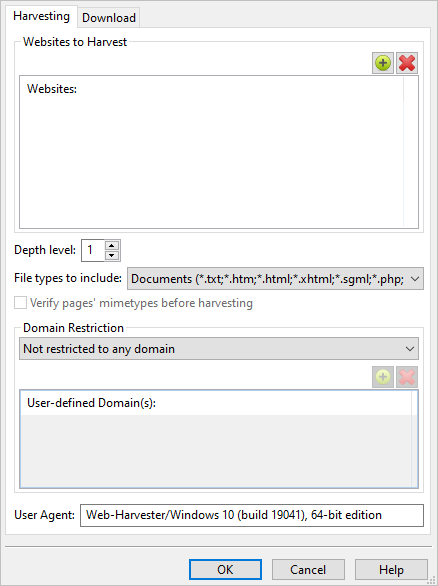 Harvesting
Download
Websites to Harvest
Websites:
Depth level: 1
File types to include: Documents (*.txt;*.htm;*.html;*.xhtml;*.sgml;*.php;
Verify pages' mimetypes before harvesting
Domain Restriction
Not restricted to any domain
User-defined Domain(s):
User Agent: Web-Harvester/Windows 10 (build 19041), 64-bit edition
OK Cancel Help